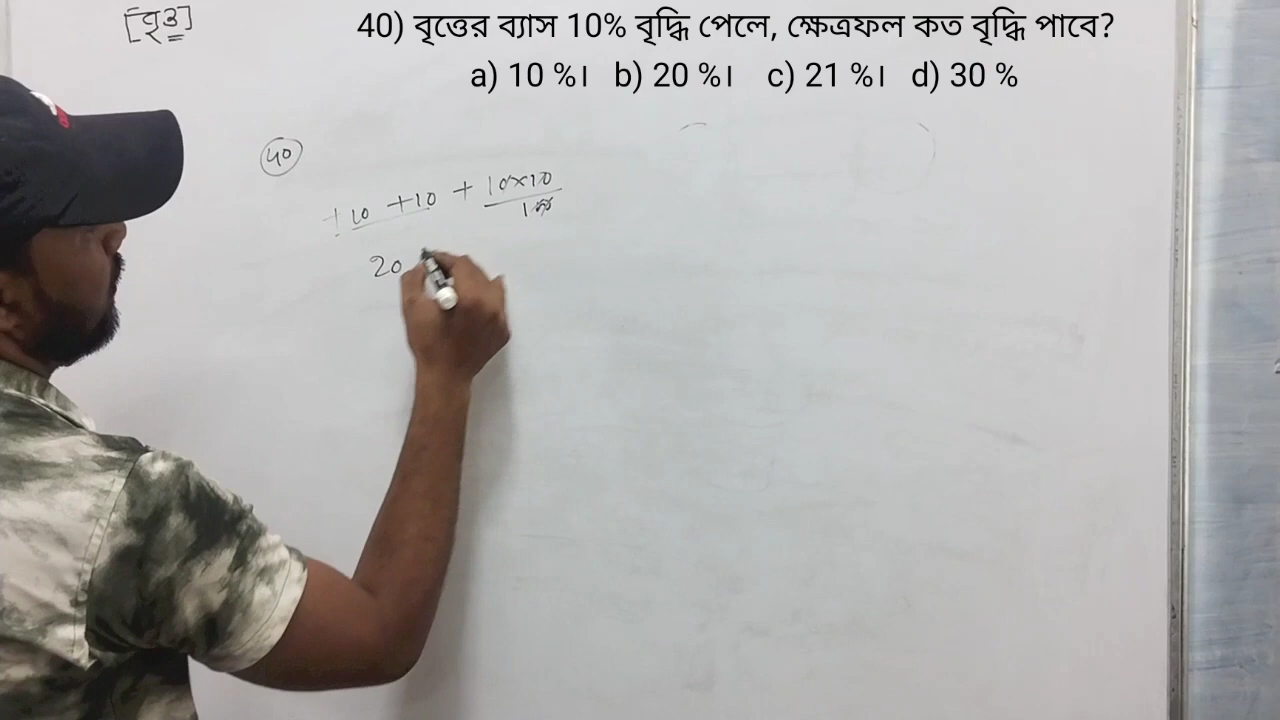 [বৃত্ত]
40) বৃত্তের ব্যাস 10% বৃদ্ধি পেলে, ক্ষেত্রফল কত বৃদ্ধি পাবে?
a) 10 %। b) 20 %। c) 21 %। d) 30 %
40
+10 +10 + 10×10
100
20